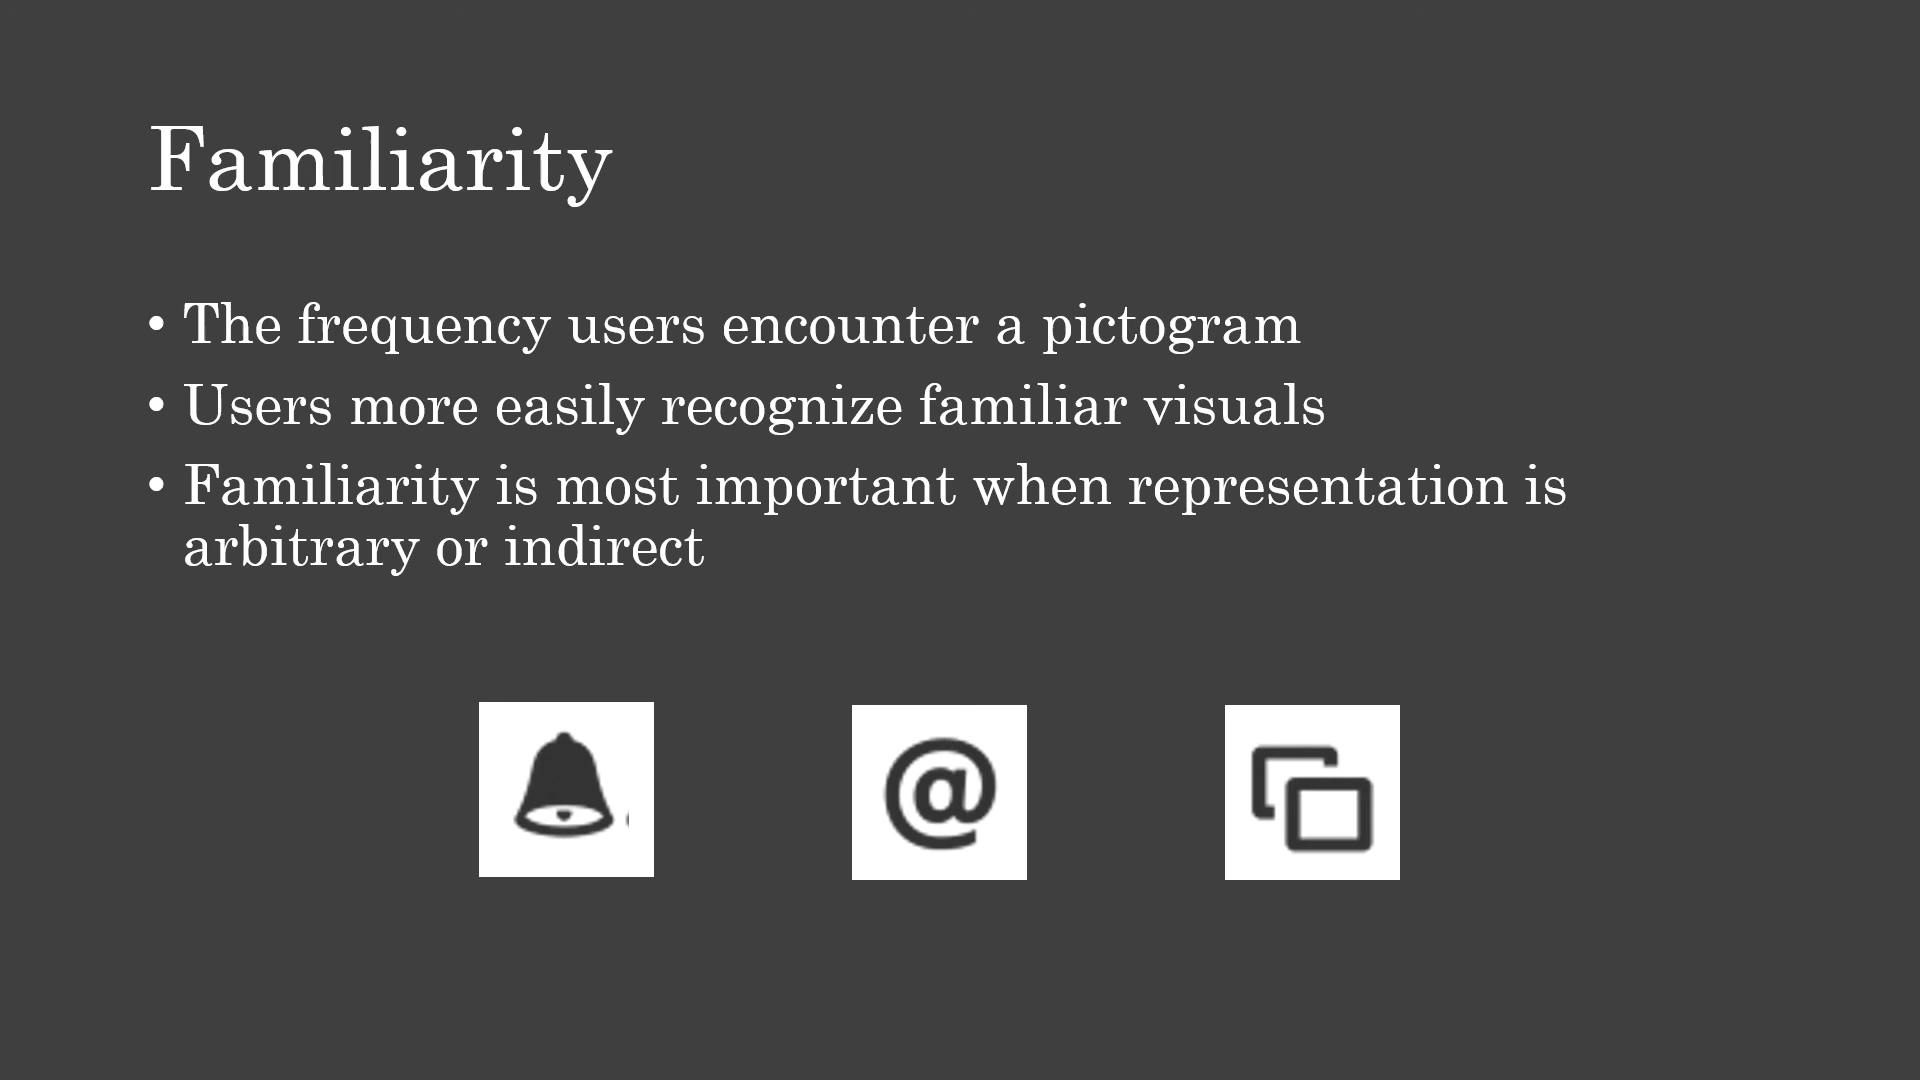 Familiarity
• The frequency users encounter a pictogram
• Users more easily recognize familiar visuals
• Familiarity is most important when representation is
arbitrary or indirect
@